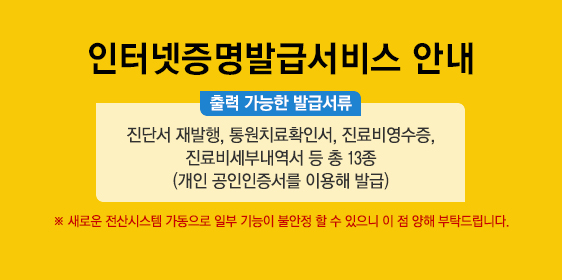 인터넷증명발급서비스 안내
출력 가능한 발급서류
진단서 재발행, 통원치료확인서, 진료비영수증,
진료비세부내역서 등 총 13종
(개인 공인인증서를 이용해 발급)
※ 새로운 전산시스템 가동으로 일부 기능이 불안정 할 수 있으니 이 점 양해 부탁드립니다.